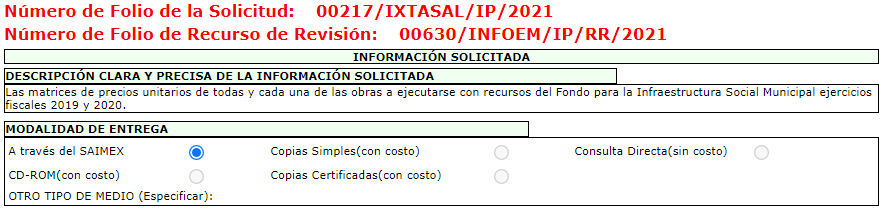 Número de Folio de la Solicitud: 00217/IXTASAL/IP/2021
Número de Folio de Recurso de Revisión: 00630/INFOEM/IP/RR/2021
INFORMACIÓN SOLICITADA
DESCRIPCIÓN CLARA Y PRECISA DE LA INFORMACIÓN SOLICITADA
Las matrices de precios unitarios de todas y cada una de las obras a ejecutarse con recursos del Fondo para la Infraestructura Social Municipal ejercicios
fiscales 2019 y 2020.
MODALIDAD DE ENTREGA
A través del SAIMEX Copias Simples(con costo) Consulta Directa(sin costo)
CD-ROM(con costo) Copias Certificadas(con costo)
OTRO TIPO DE MEDIO (Especificar):